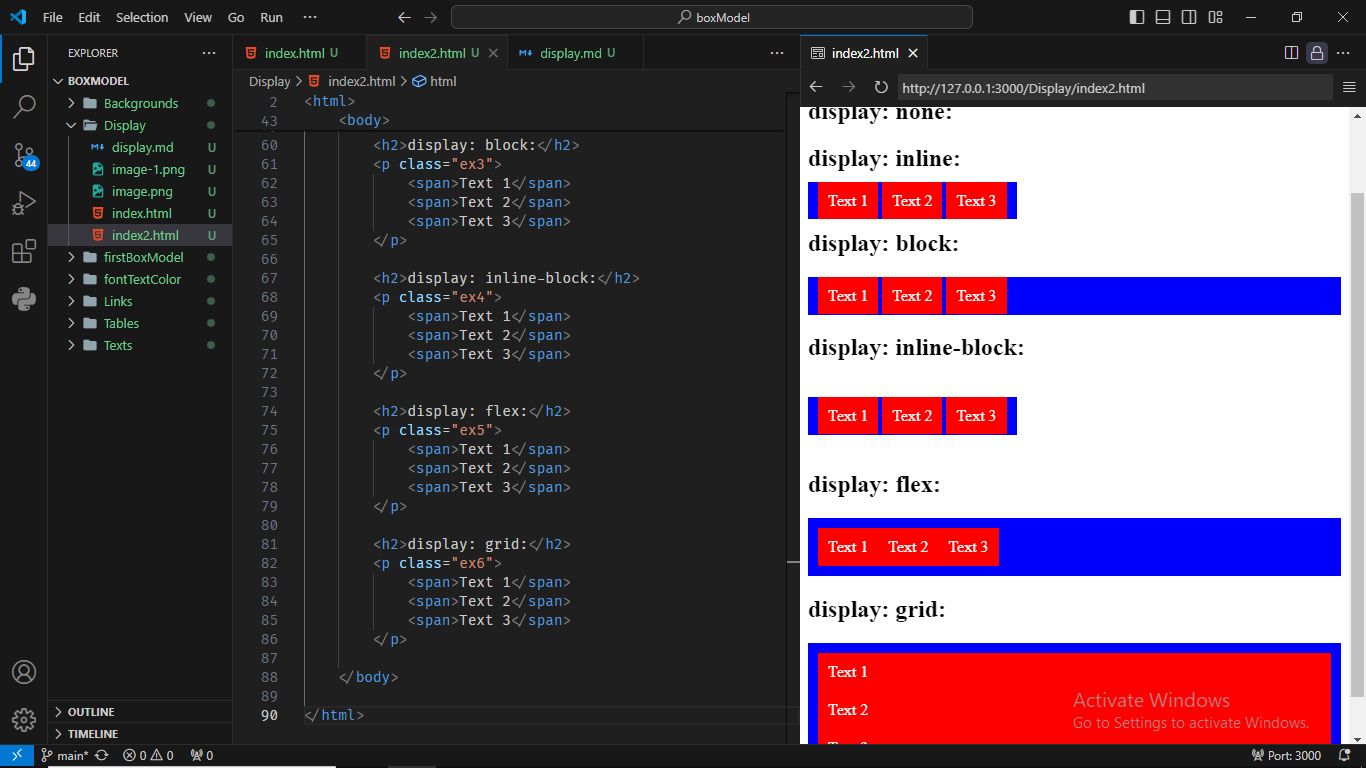 File Edit Selection View Go Run ··· boxModel
EXPLORER ···
BOXMODEL
Backgrounds
Display
display.md U
image-1.png U
image.png U
index.html U
index2.html U
firstBoxModel
fontTextColor
Links
Tables
Texts
OUTLINE
TIMELINE
44
index.html U index2.html U display.md U ···
Display > index2.html > html
2 <html>
43 <body>
60 <h2>display: block:</h2>
61 <p class="ex3">
62 <span>Text 1</span>
63 <span>Text 2</span>
64 <span>Text 3</span>
65 </p>
66
67 <h2>display: inline-block:</h2>
68 <p class="ex4">
69 <span>Text 1</span>
70 <span>Text 2</span>
71 <span>Text 3</span>
72 </p>
73
74 <h2>display: flex:</h2>
75 <p class="ex5">
76 <span>Text 1</span>
77 <span>Text 2</span>
78 <span>Text 3</span>
79 </p>
80
81 <h2>display: grid:</h2>
82 <p class="ex6">
83 <span>Text 1</span>
84 <span>Text 2</span>
85 <span>Text 3</span>
86 </p>
87
88 </body>
89
90 </html>
index2.html ···
http://127.0.0.1:3000/Display/index2.html
display: none:
display: inline:
Text 1 Text 2 Text 3
display: block:
Text 1 Text 2 Text 3
display: inline-block:
Text 1 Text 2 Text 3
display: flex:
Text 1 Text 2 Text 3
display: grid:
Text 1
Text 2
Activate Windows
Go to Settings to activate Windows.
main* 0 0 0 Port: 3000